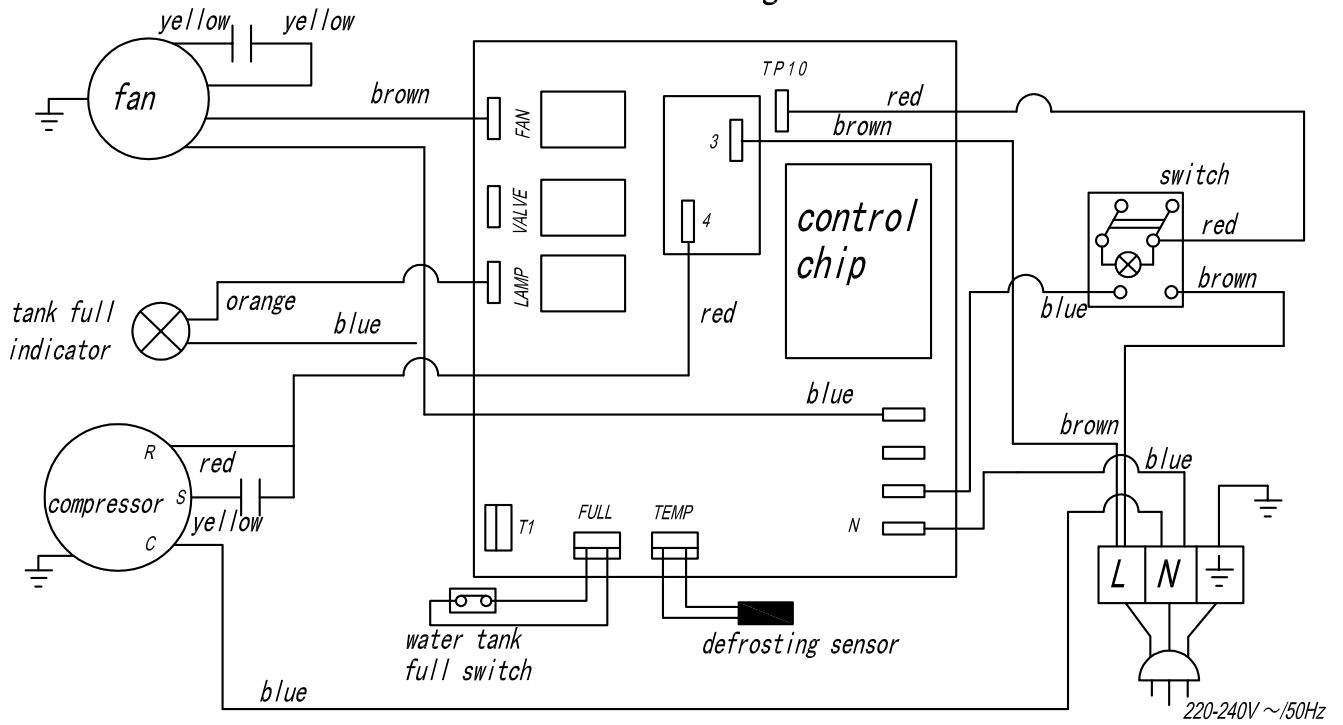 yellow yellow
g
fan
brown
FAN
VALVE
LAMP
TP10
red
brown
3
4
control
chip
switch
red
brown
blue
tank full
indicator
orange
blue
red
blue
brown
blue
R
red
compressor
S
yellow
C
T1
FULL
TEMP
N
L
N
water tank
full switch
defrosting sensor
blue
220-240V ~/50Hz